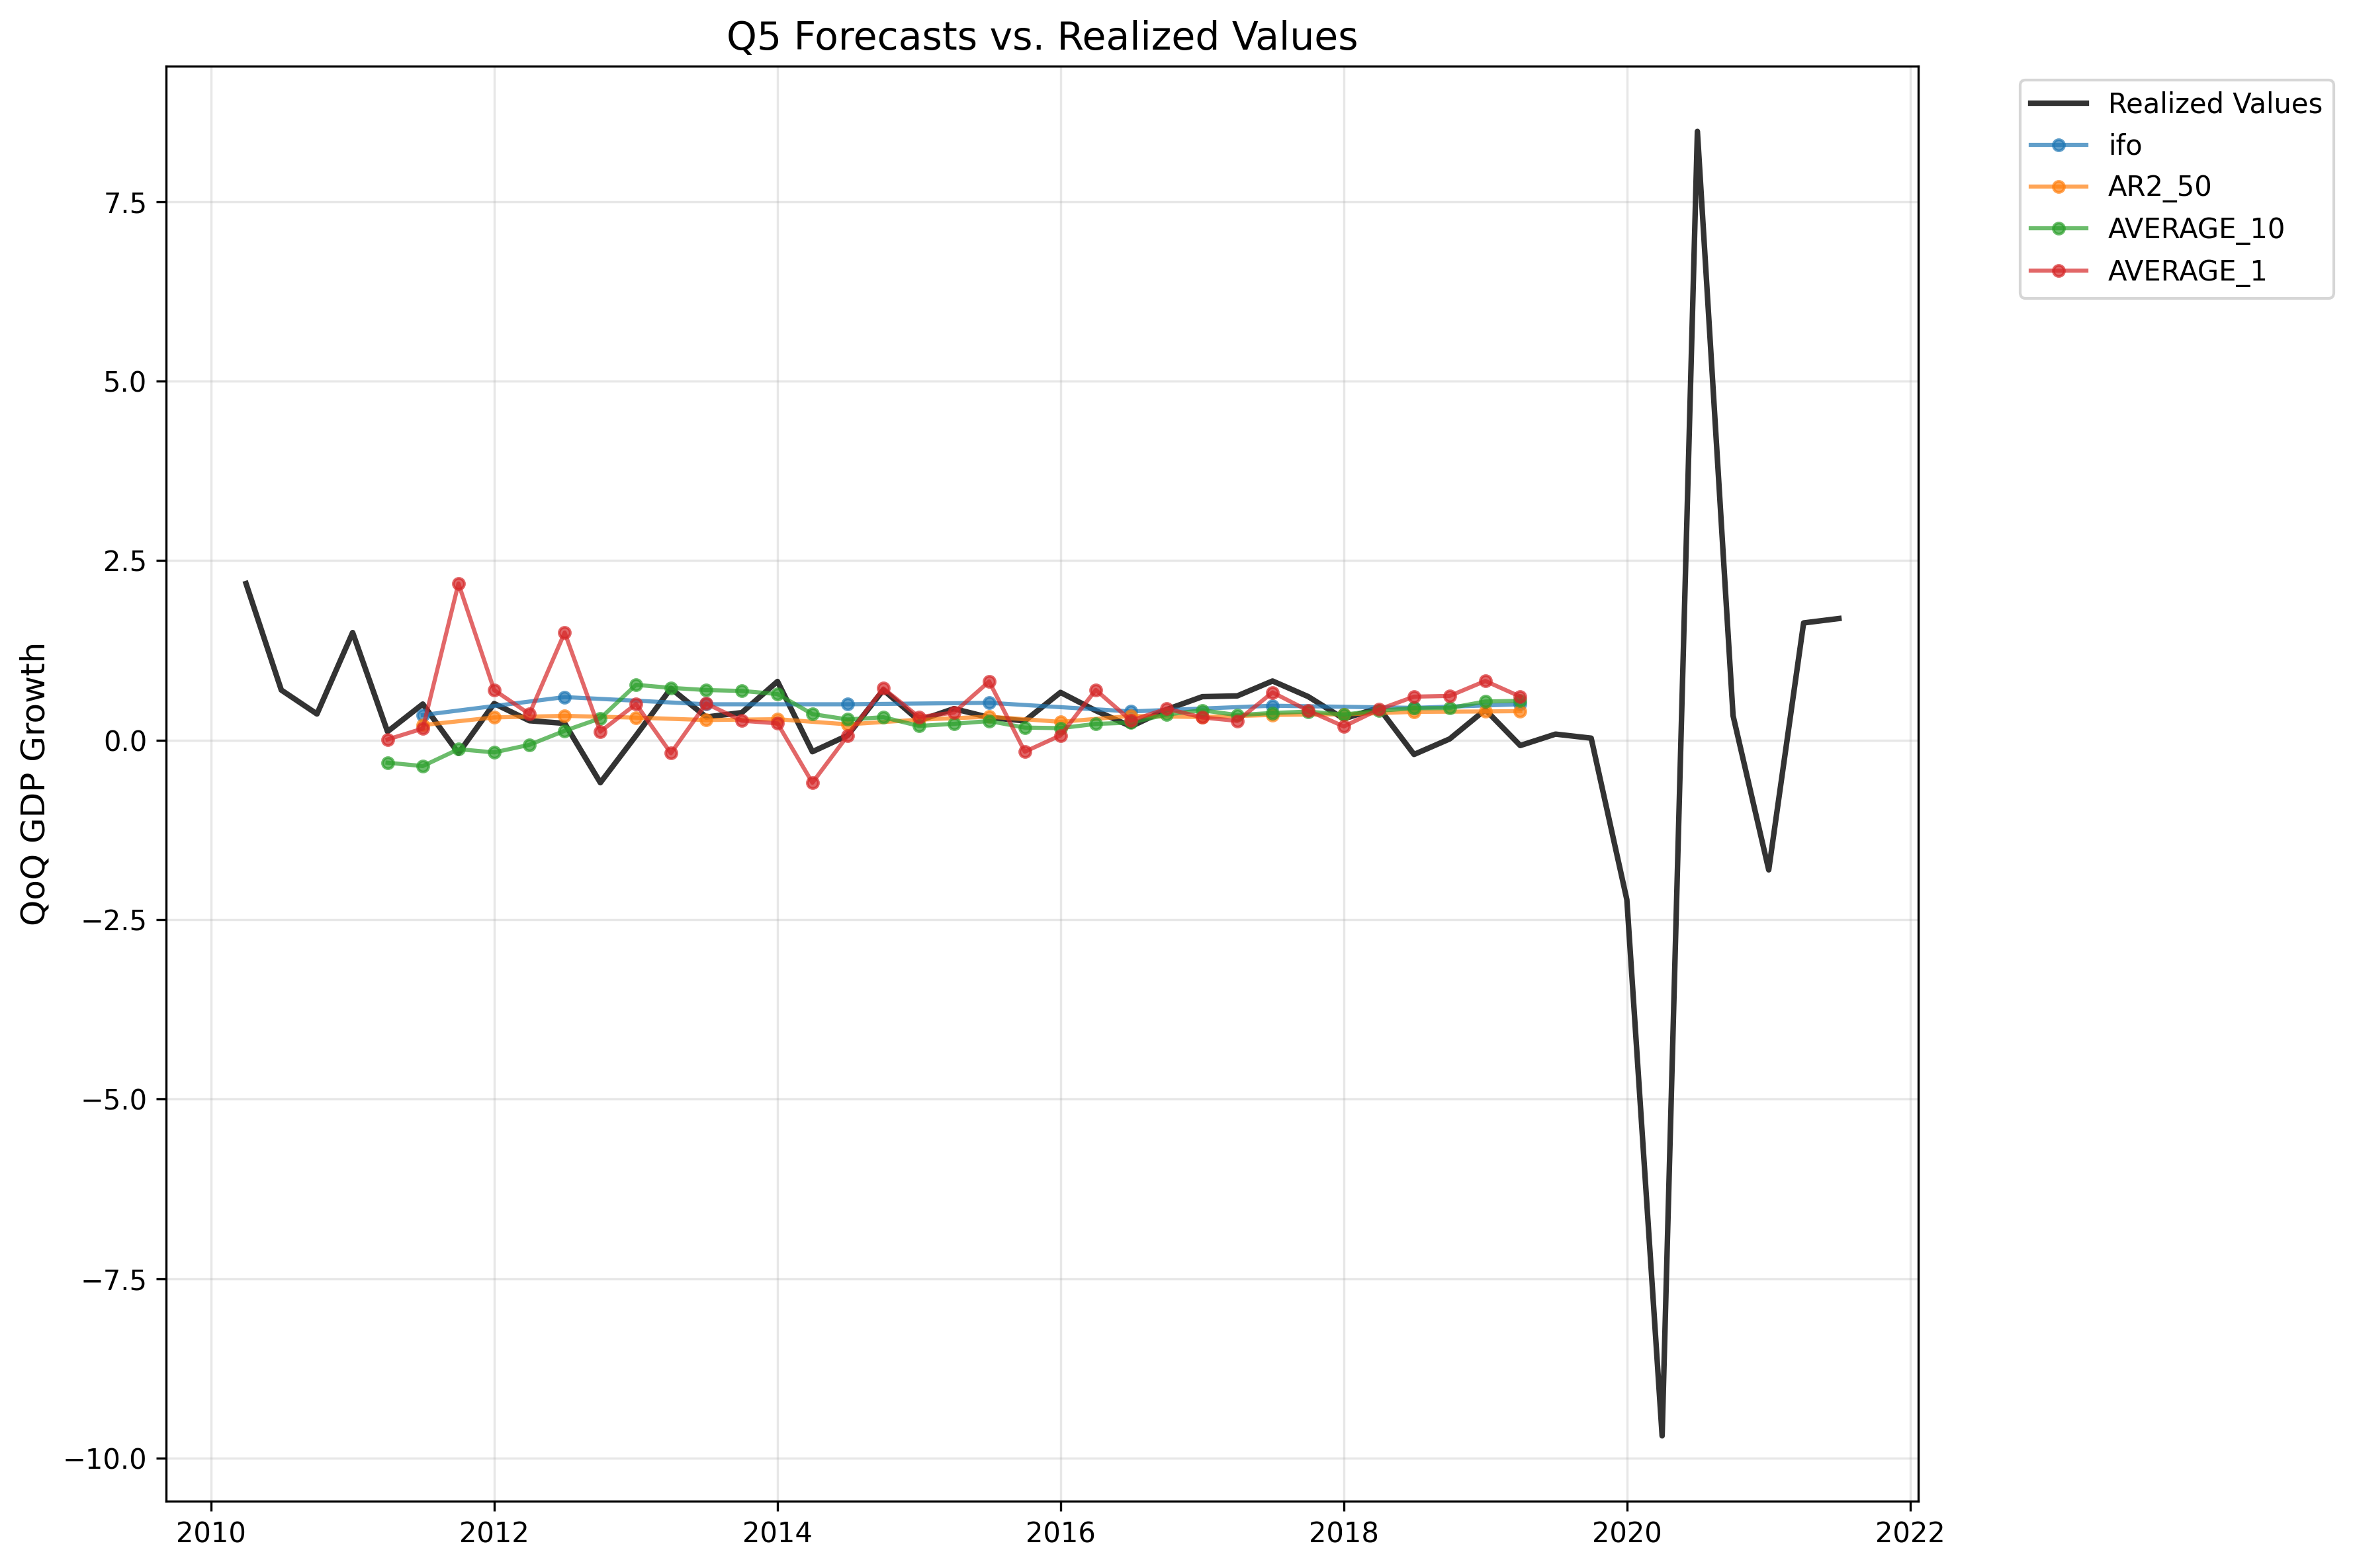 Q5 Forecasts vs. Realized Values
Realized Values
ifo
AR2_50
AVERAGE_10
AVERAGE_1
QoQ GDP Growth
7.5
5.0
2.5
0.0
−2.5
−5.0
−7.5
−10.0
2010
2012
2014
2016
2018
2020
2022